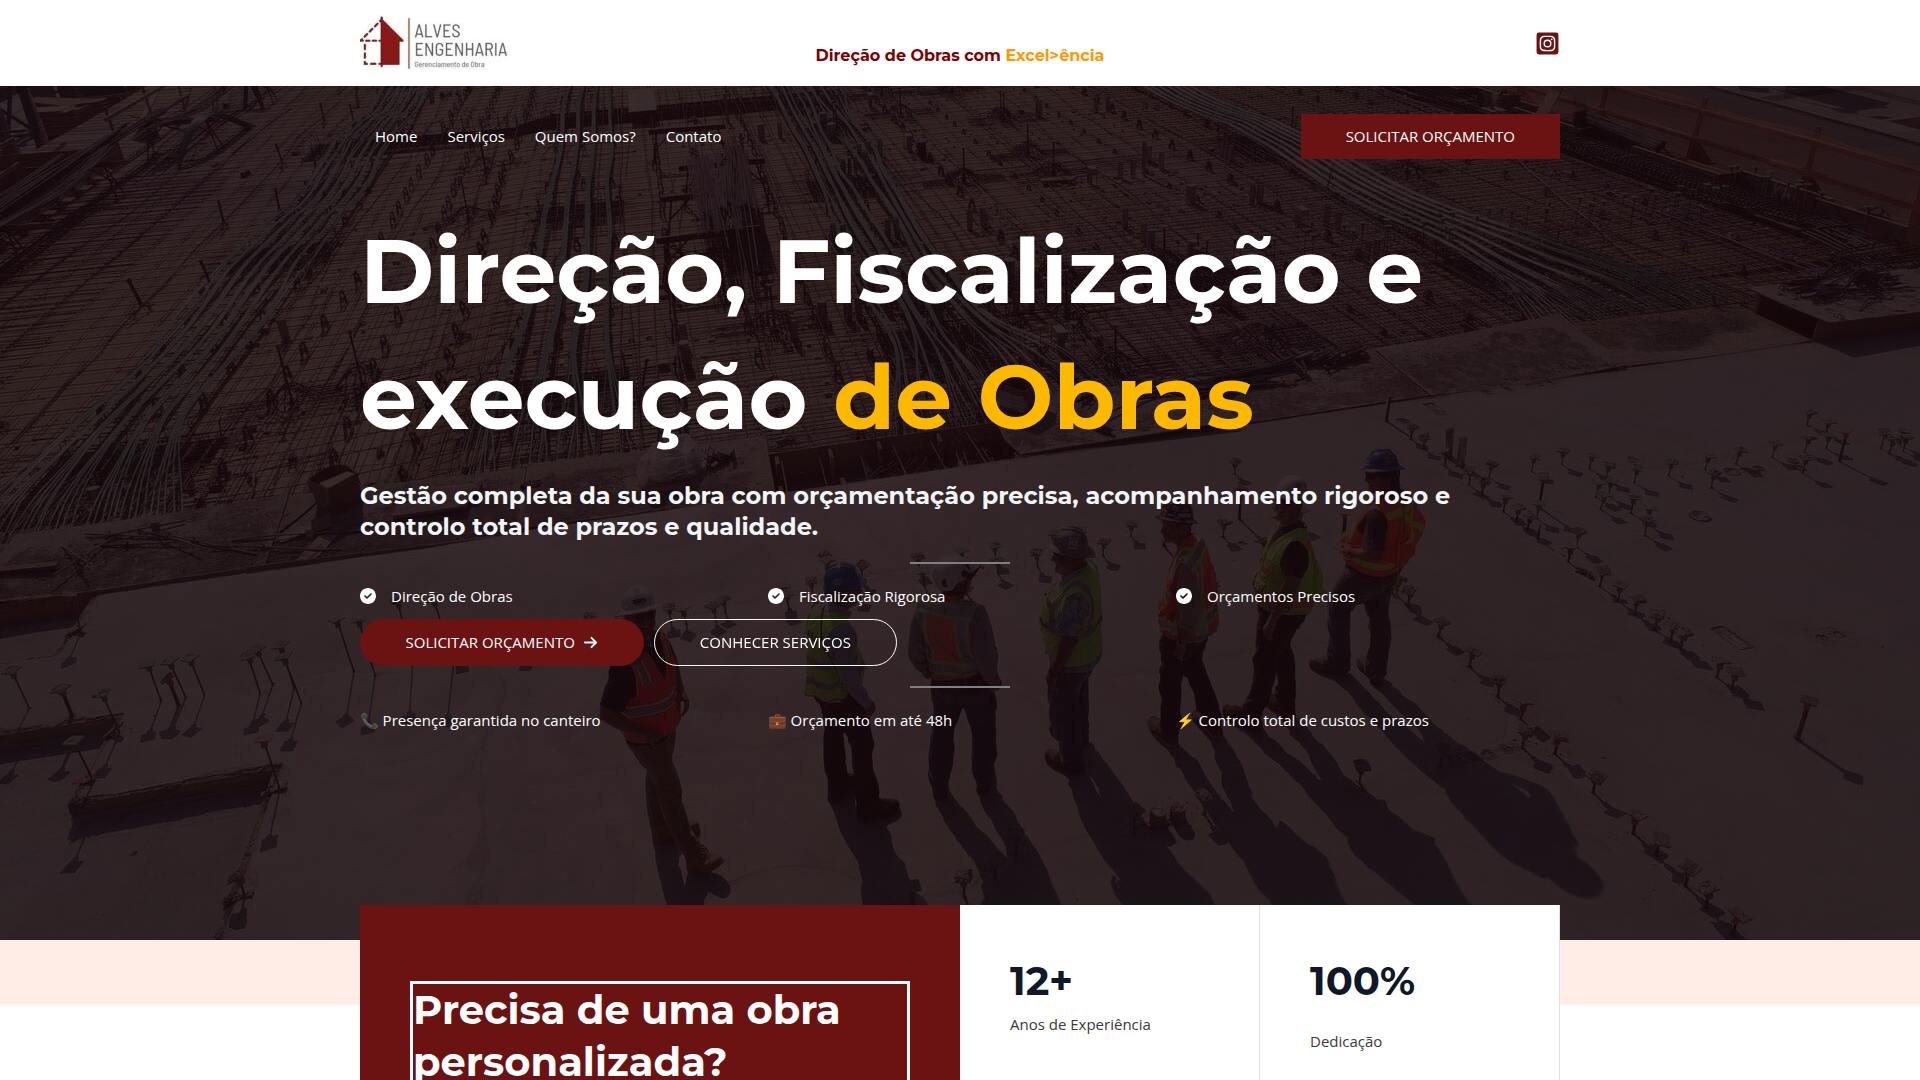 ALVES
ENGENHARIA
Gerenciamento de Obra
Direção de Obras com Excel>ência
Home
Serviços
Quem Somos?
Contato
SOLICITAR ORÇAMENTO
Direção, Fiscalização e
execução de Obras
Gestão completa da sua obra com orçamentação precisa, acompanhamento rigoroso e
controlo total de prazos e qualidade.
Direção de Obras
Fiscalização Rigorosa
Orçamentos Precisos
SOLICITAR ORÇAMENTO
CONHECER SERVIÇOS
Presença garantida no canteiro
Orçamento em até 48h
Controlo total de custos e prazos
Precisa de uma obra
personalizada?
12+
Anos de Experiência
100%
Dedicação